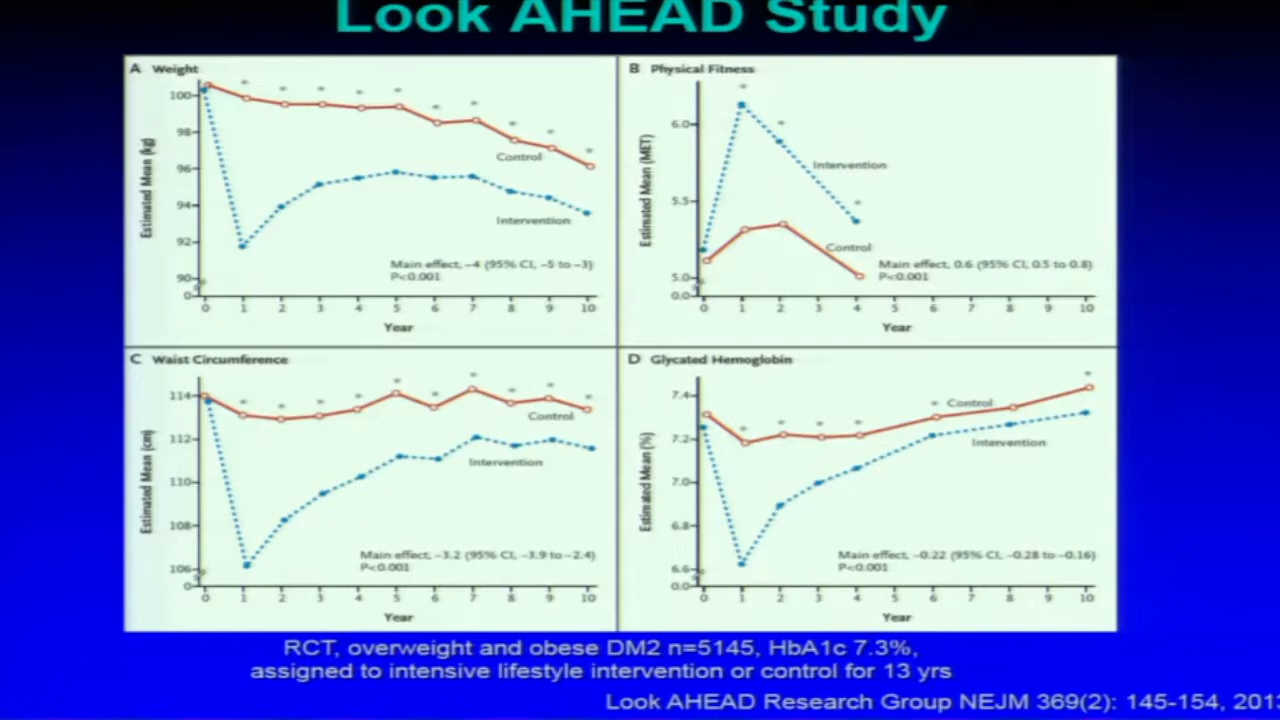 Look AHEAD Study
A Weight
Estimated Mean (kg)
100
98
96
94
92
90
0
Control
Intervention
Main effect, −4 (95% CI, −5 to −3)
P<0.001
0 1 2 3 4 5 6 7 8 9 10
Year
B Physical Fitness
Estimated Mean (MET)
6.0
5.5
5.0
0.0
Intervention
Control
Main effect, 0.6 (95% CI, 0.5 to 0.8)
P<0.001
0 1 2 3 4 5 6 7 8 9 10
Year
C Waist Circumference
Estimated Mean (cm)
114
112
110
108
106
0
Control
Intervention
Main effect, −3.2 (95% CI, −3.9 to −2.4)
P<0.001
0 1 2 3 4 5 6 7 8 9 10
Year
D Glycated Hemoglobin
Estimated Mean (%)
7.4
7.2
7.0
6.8
6.6
0.0
Control
Intervention
Main effect, −0.22 (95% CI, −0.28 to −0.16)
P<0.001
0 1 2 3 4 5 6 7 8 9 10
Year
RCT, overweight and obese DM2 n=5145, HbA1c 7.3%,
assigned to intensive lifestyle intervention or control for 13 yrs
Look AHEAD Research Group NEJM 369(2): 145-154, 2013